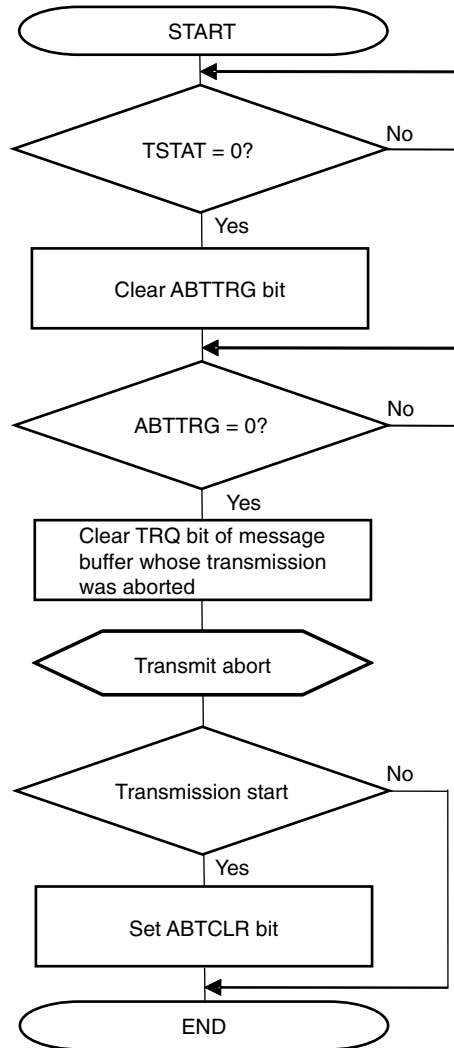 START
TSTAT = 0?
No
Yes
Clear ABTTRG bit
ABTTRG = 0?
No
Yes
Clear TRQ bit of message
buffer whose transmission
was aborted
Transmit abort
Transmission start
No
Yes
Set ABTCLR bit
END